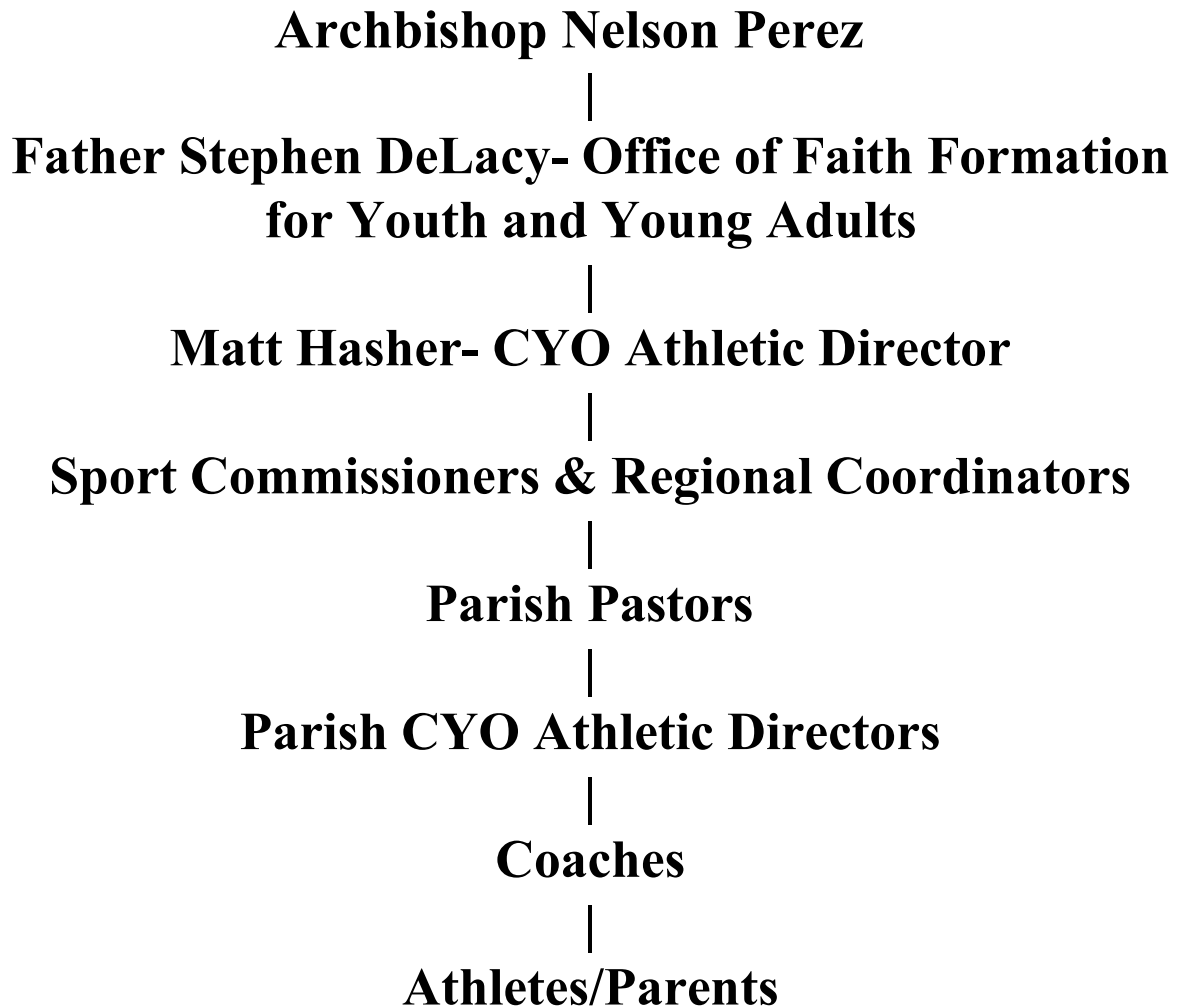 Archbishop Nelson Perez
Father Stephen DeLacy- Office of Faith Formation
for Youth and Young Adults
Matt Hasher- CYO Athletic Director
Sport Commissioners & Regional Coordinators
Parish Pastors
Parish CYO Athletic Directors
Coaches
Athletes/Parents